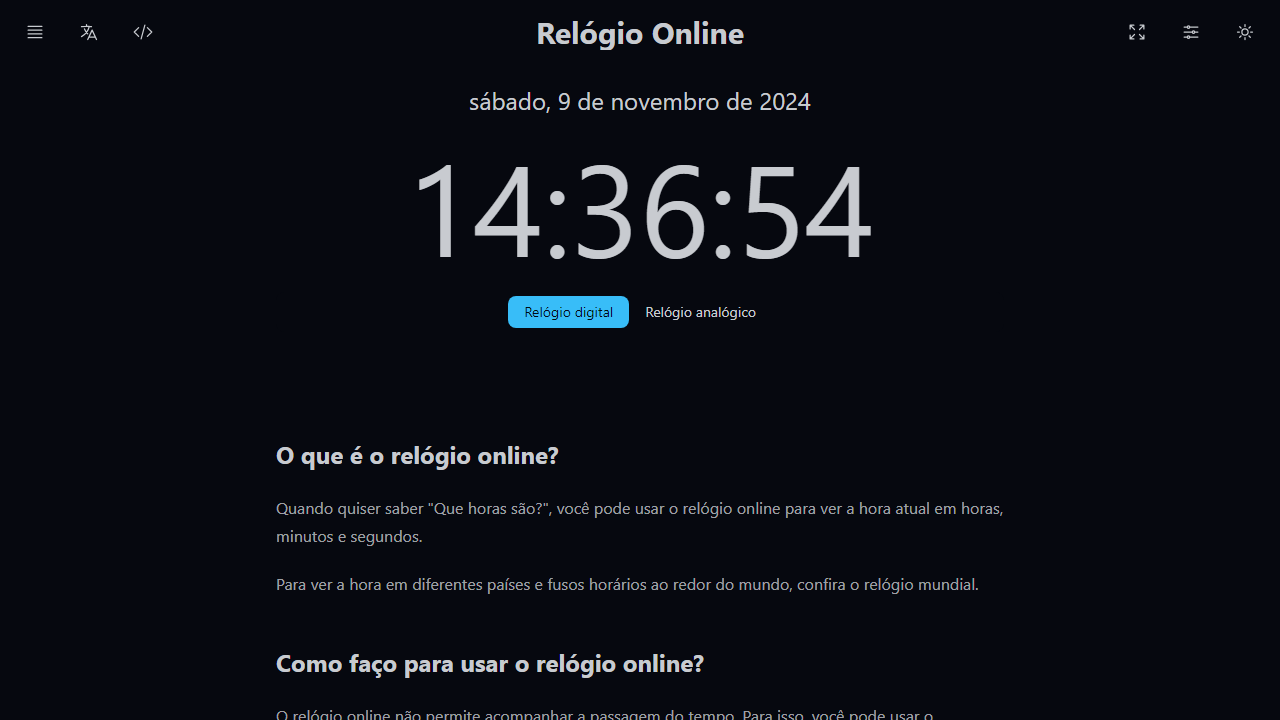 Relógio Online
sábado, 9 de novembro de 2024
14:36:54
Relógio digital
Relógio analógico
O que é o relógio online?
Quando quiser saber "Que horas são?", você pode usar o relógio online para ver a hora atual em horas,
minutos e segundos.
Para ver a hora em diferentes países e fusos horários ao redor do mundo, confira o relógio mundial.
Como faço para usar o relógio online?
O relógio online não permite acompanhar a passagem do tempo. Para isso, você pode usar o